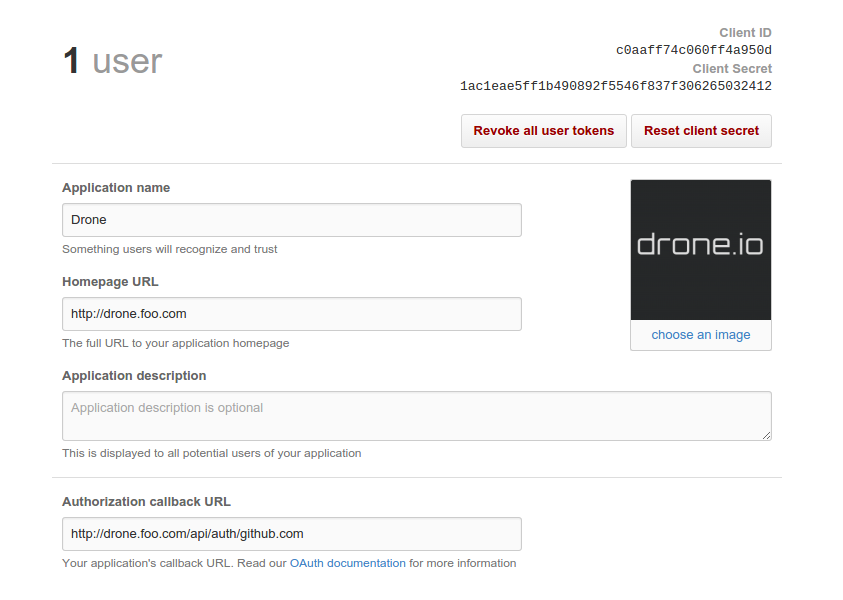 1 user
Client ID
c0aaff74c060ff4a950d
Client Secret
1ac1eae5ff1b490892f5546f837f306265032412
Revoke all user tokens
Reset client secret
Application name
Drone
Something users will recognize and trust
drone.io
choose an image
Homepage URL
http://drone.foo.com
The full URL to your application homepage
Application description
Application description is optional
This is displayed to all potential users of your application
Authorization callback URL
http://drone.foo.com/api/auth/github.com
Your application's callback URL. Read our OAuth documentation for more information